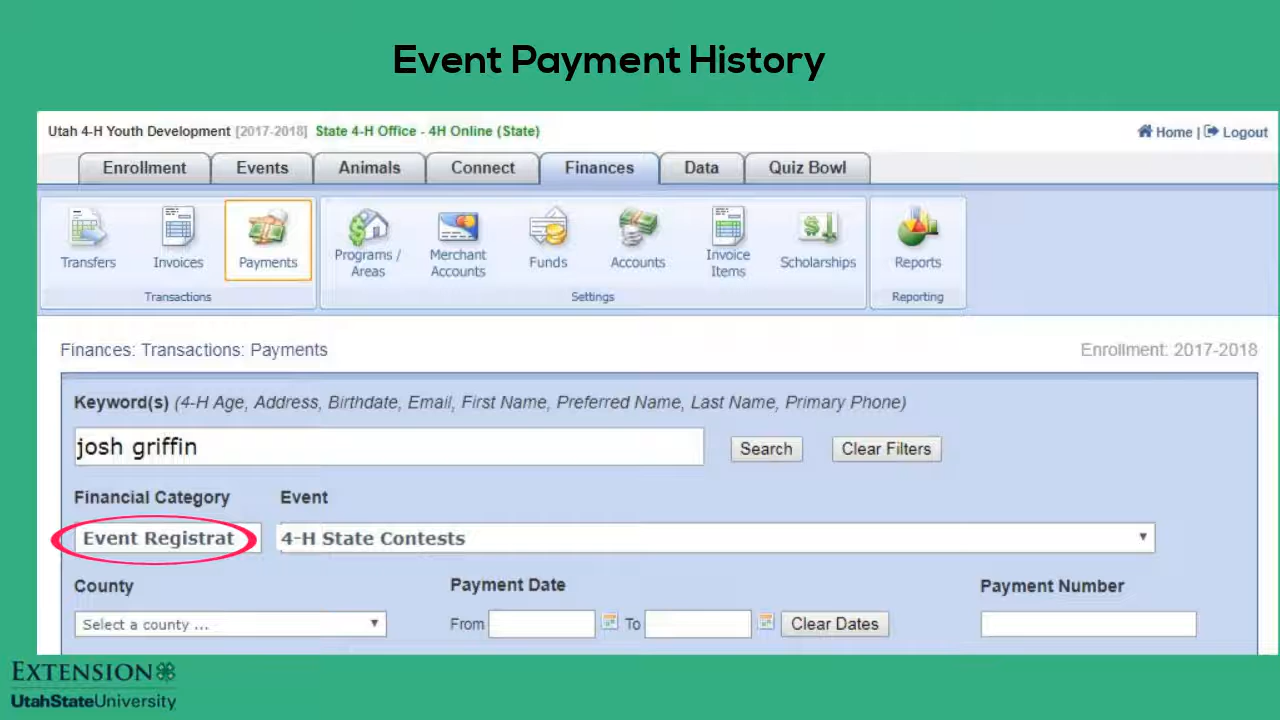 Event Payment History
Utah 4-H Youth Development [2017-2018] State 4-H Office - 4H Online (State)
Home | Logout
Enrollment Events Animals Connect Finances Data Quiz Bowl
Transfers Invoices Payments Programs / Areas Merchant Accounts Funds Accounts Invoice Items Scholarships Reports
Transactions Settings Reporting
Finances: Transactions: Payments Enrollment: 2017-2018
Keyword(s) (4-H Age, Address, Birthdate, Email, First Name, Preferred Name, Last Name, Primary Phone)
josh griffin Search Clear Filters
Financial Category Event
Event Registrat 4-H State Contests
County Payment Date Payment Number
Select a county ... From To Clear Dates
EXTENSION
UtahStateUniversity